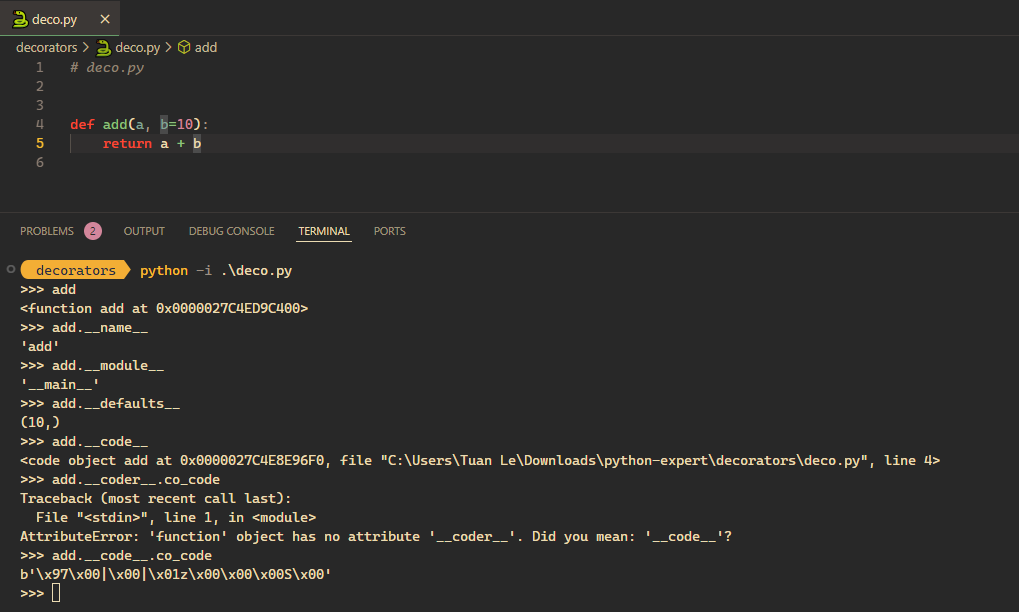 deco.py ×
decorators > deco.py > add
1 # deco.py
2
3
4 def add(a, b=10):
5     return a + b
6
PROBLEMS 2 OUTPUT DEBUG CONSOLE TERMINAL PORTS
decorators python -i .\deco.py
>>> add
<function add at 0x0000027C4ED9C400>
>>> add.__name__
'add'
>>> add.__module__
'__main__'
>>> add.__defaults__
(10,)
>>> add.__code__
<code object add at 0x0000027C4E8E96F0, file "C:\Users\Tuan Le\Downloads\python-expert\decorators\deco.py", line 4>
>>> add.__coder__.co_code
Traceback (most recent call last):
  File "<stdin>", line 1, in <module>
AttributeError: 'function' object has no attribute '__coder__'. Did you mean: '__code__'?
>>> add.__code__.co_code
b'\x97\x00|\x00|\x01z\x00\x00\x00S\x00'
>>>